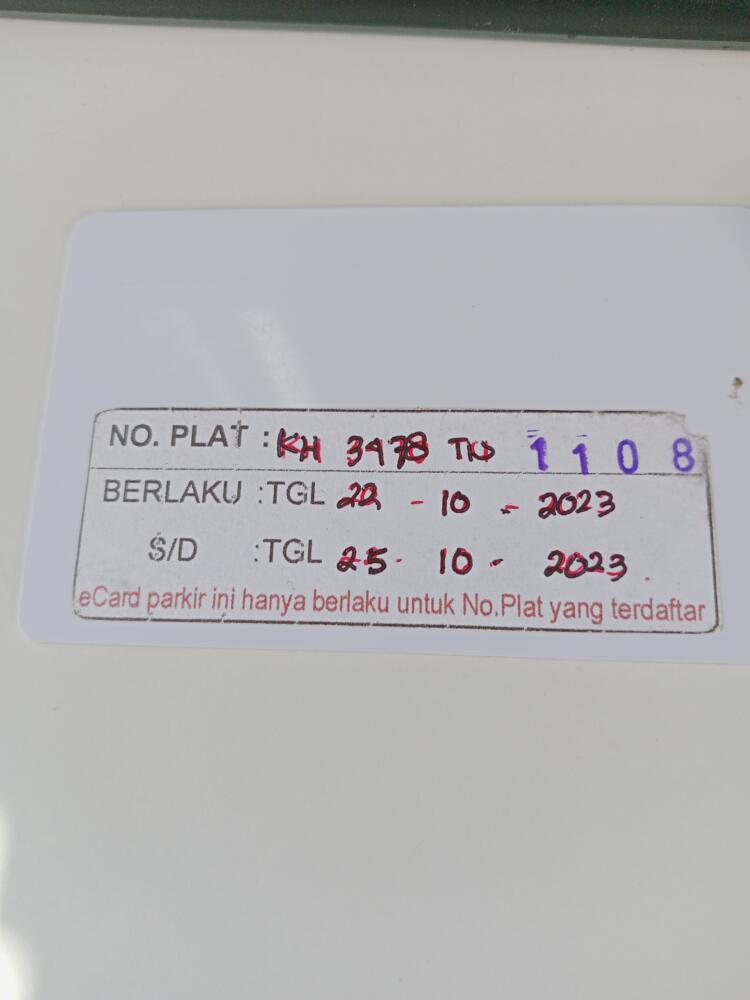 NO. PLAT : KH 3478 TKD 1108
BERLAKU :TGL 22 - 10 - 2023
S/D :TGL 25 - 10 - 2023.
eCard parkir ini hanya berlaku untuk No.Plat yang terdaftar